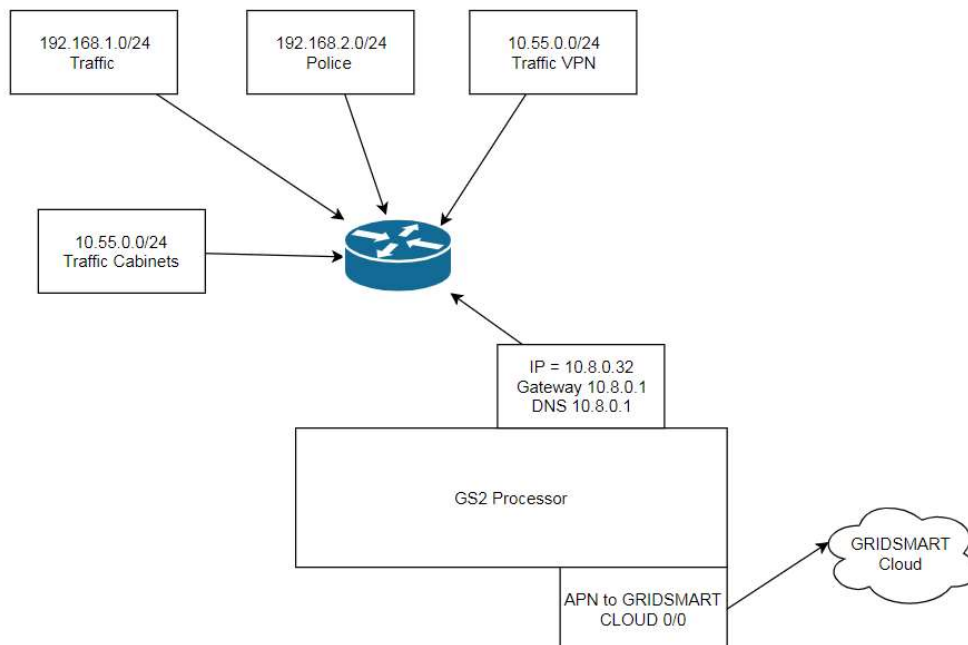 192.168.1.0/24
Traffic
192.168.2.0/24
Police
10.55.0.0/24
Traffic VPN
10.55.0.0/24
Traffic Cabinets
IP = 10.8.0.32
Gateway 10.8.0.1
DNS 10.8.0.1
GS2 Processor
GRIDSMART
Cloud
APN to GRIDSMART
CLOUD 0/0